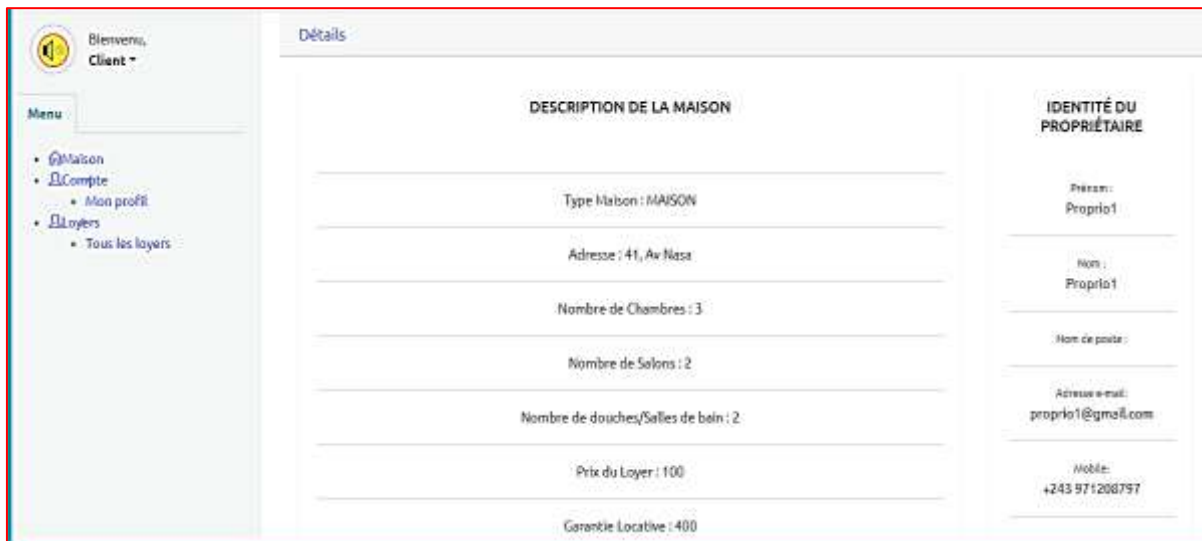 Bienvenu,
Client
Menu
Maison
Compte
Mon profil
Loyers
Tous les loyers
Détails
DESCRIPTION DE LA MAISON
Type Maison : MAISON
Adresse : 41, Av Nasa
Nombre de Chambres : 3
Nombre de Salons : 2
Nombre de douches/Salles de bain : 2
Prix du Loyer : 100
Garantie Locative : 400
IDENTITÉ DU
PROPRIÉTAIRE
Prénom :
Proprio1
Nom :
Proprio1
Nom de poste :
Adresse e-mail:
proprio1@gmail.com
Mobile:
+243 971208797